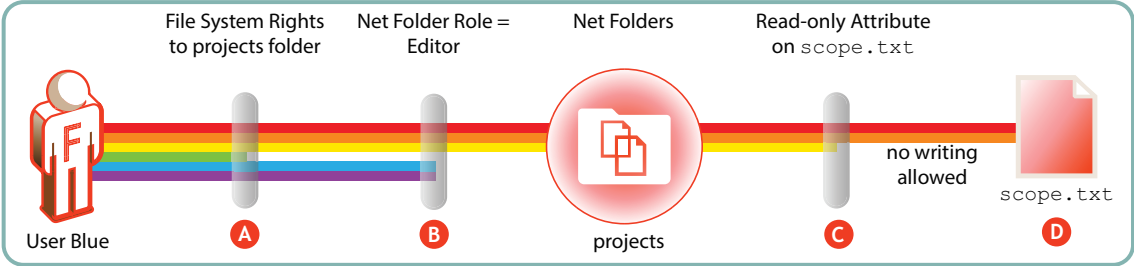 File System Rights
to projects folder
Net Folder Role =
Editor
Net Folders
Read-only Attribute
on scope.txt
F
no writing
allowed
scope.txt
User Blue
A
B
projects
C
D